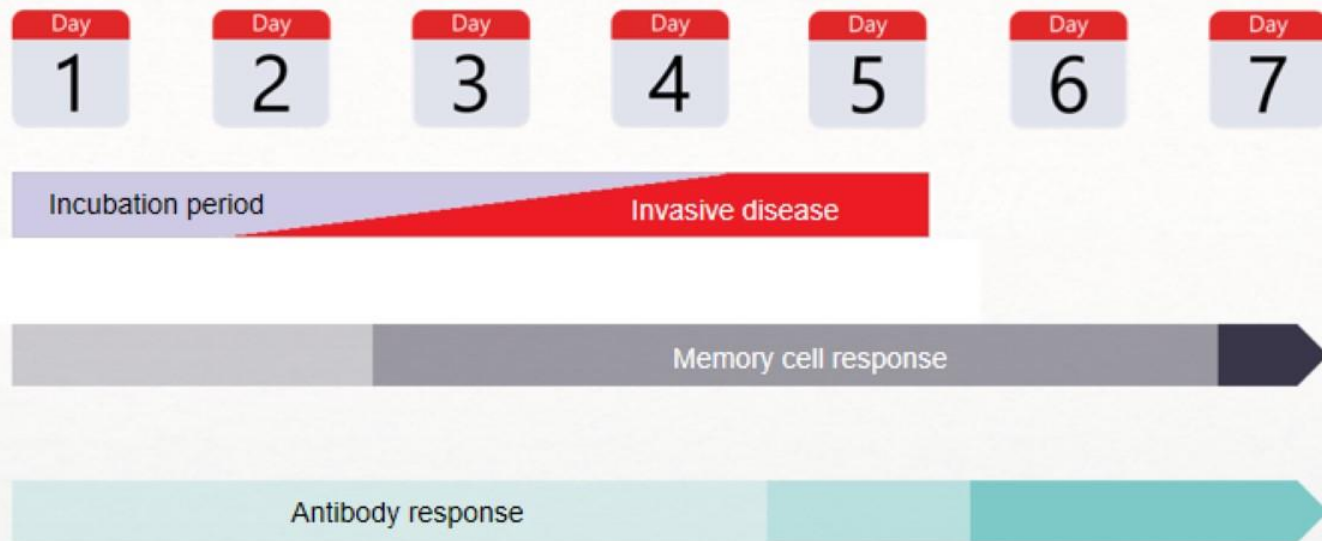 Day Day Day Day Day Day Day
1 2 3 4 5 6 7
Incubation period
Invasive disease
Memory cell response
Antibody response